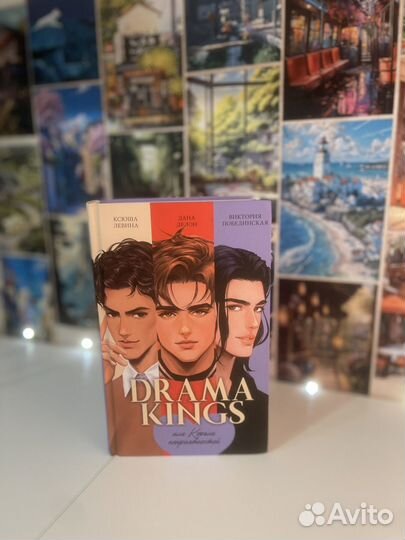 КСЮША
ЛЕВИНА
ДАНА
ДЕЛОН
ВИКТОРИЯ
ПОБЕДИНСКАЯ
DRAMA
KINGS
или Короли
неприятностей
Avito